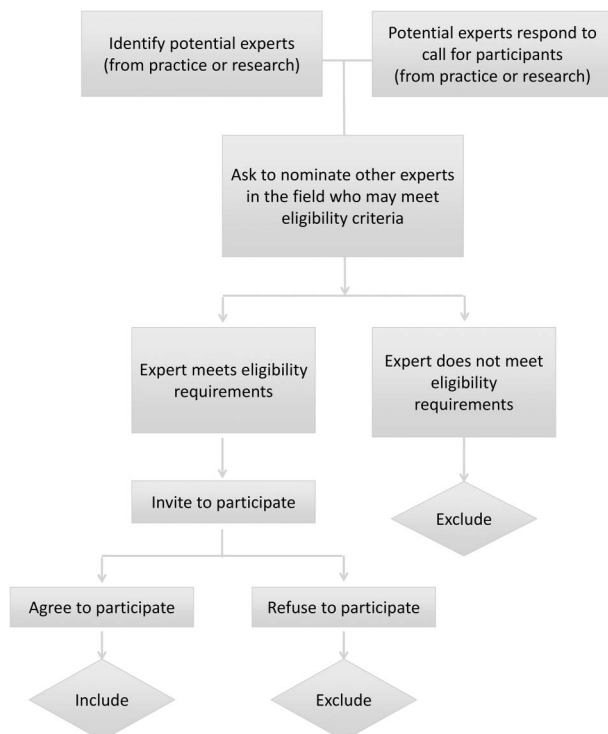 Identify potential experts
(from practice or research)
Potential experts respond to
call for participants
(from practice or research)
Ask to nominate other experts
in the field who may meet
eligibility criteria
Expert meets eligibility
requirements
Expert does not meet
eligibility
requirements
Invite to participate
Exclude
Agree to participate
Refuse to participate
Include
Exclude